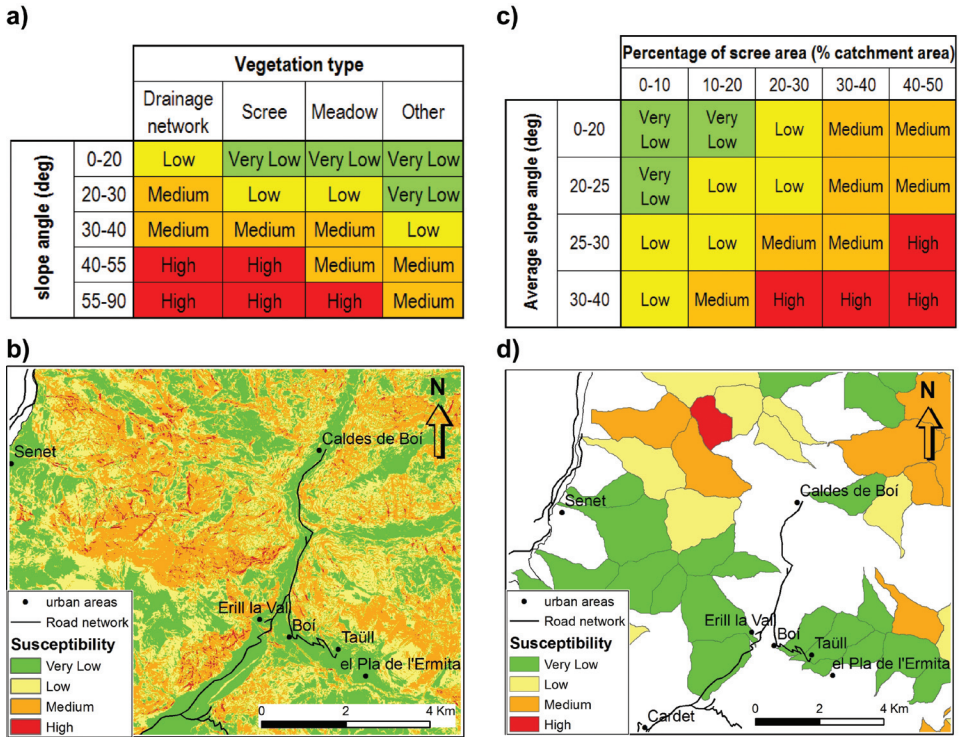 a)
Vegetation type
Drainage network Scree Meadow Other
slope angle (deg)
0-20 Low Very Low Very Low Very Low
20-30 Medium Low Low Very Low
30-40 Medium Medium Medium Low
40-55 High High Medium Medium
55-90 High High High Medium
c)
Percentage of scree area (% catchment area)
0-10 10-20 20-30 30-40 40-50
Average slope angle (deg)
0-20 Very Low Very Low Low Medium Medium
20-25 Very Low Low Low Medium Medium
25-30 Low Low Medium Medium High
30-40 Low Medium High High High
b)
N
Caldes de Boí
Senet
Erill la Vall
Boí
Taüll
el Pla de l'Ermita
urban areas
Road network
Susceptibility
Very Low
Low
Medium
High
0 2 4 Km
d)
N
Caldes de Boí
Senet
Erill la Vall
Boí
Taüll
el Pla de l'Ermita
Cardet
urban areas
Road network
Susceptibility
Very Low
Low
Medium
High
0 2 4 Km